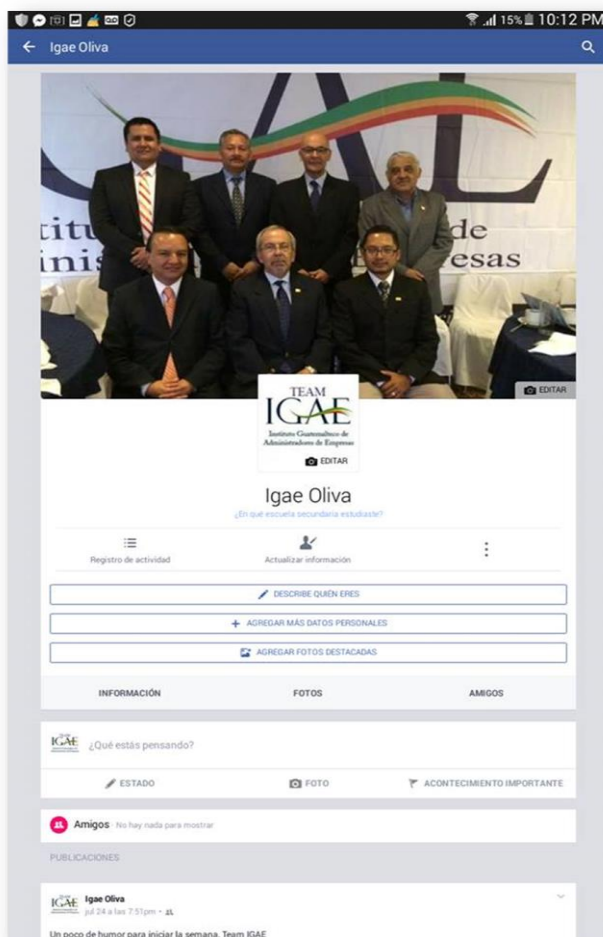 15% 10:12 PM
Igae Oliva
IGAE
titu de
inis esas
EDITAR
TEAM
IGAE
Instituto Guatemalteco de
Administradores de Empresas
EDITAR
Igae Oliva
¿En qué escuela secundaria estudiaste?
Registro de actividad
Actualizar información
DESCRIBE QUIÉN ERES
+ AGREGAR MÁS DATOS PERSONALES
AGREGAR FOTOS DESTACADAS
INFORMACIÓN FOTOS AMIGOS
IGAE
¿Qué estás pensando?
ESTADO FOTO ACONTECIMIENTO IMPORTANTE
Amigos · No hay nada para mostrar
PUBLICACIONES
IGAE
Igae Oliva
jul 24 a las 7:51pm •
Un poco de humor para iniciar la semana. Team IGAE